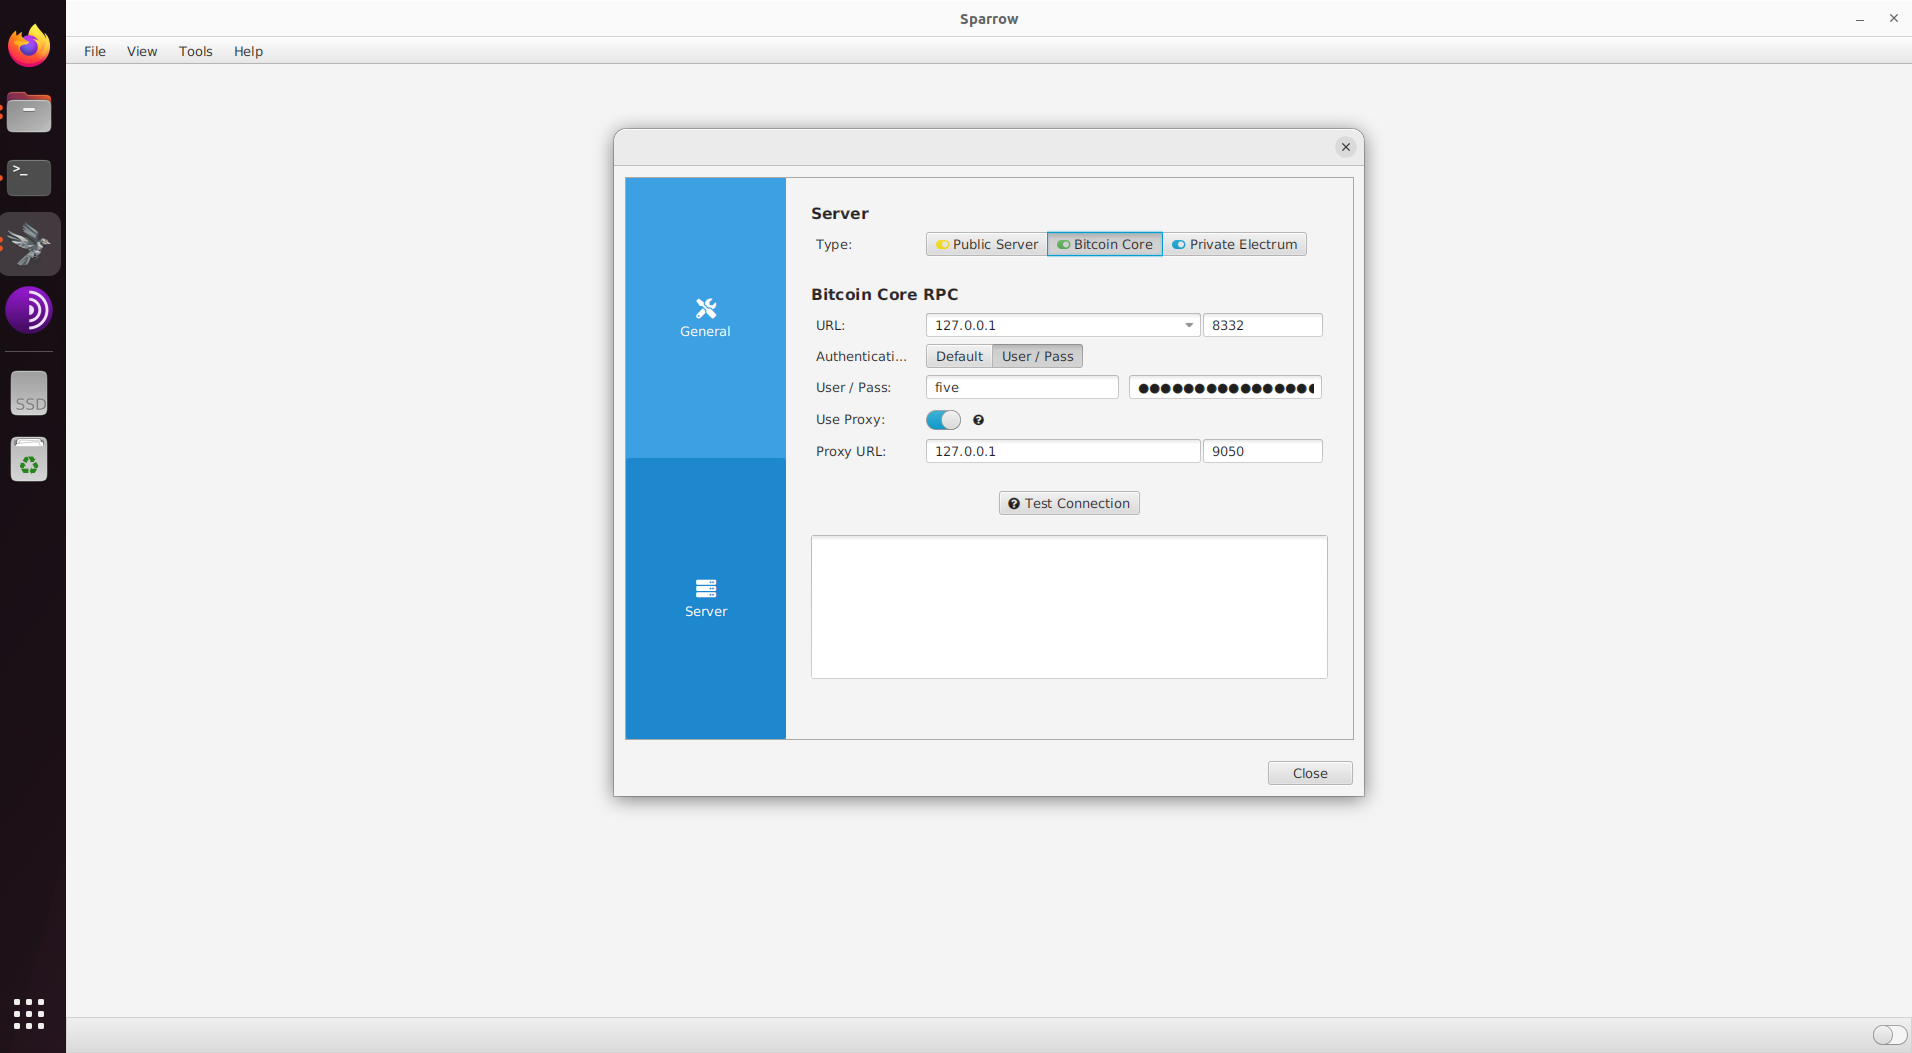 Sparrow
File View Tools Help
>_
Server
Type: Public Server Bitcoin Core Private Electrum
Bitcoin Core RPC
URL: 127.0.0.1 8332
General
Authenticati... Default User / Pass
User / Pass: five ●●●●●●●●●●●●●●●●
Use Proxy:
Proxy URL: 127.0.0.1 9050
SSD
Test Connection
Server
Close